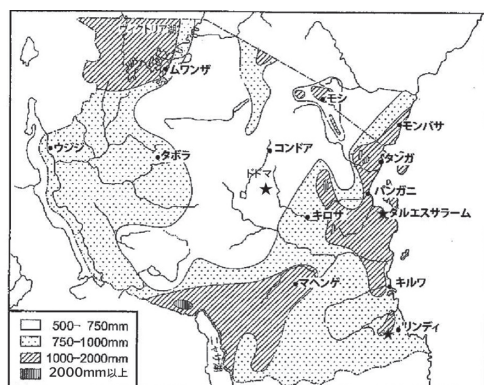 ヴィクトリア湖
ムワンザ
モシ
モンバサ
ウジジ
タボラ
コンドア
タンガ
ドドマ
パンガニ
キロサ
ダルエスサラーム
マヘンゲ
キルワ
リンディ
500~750mm
750-1000mm
1000-2000mm
2000mm以上